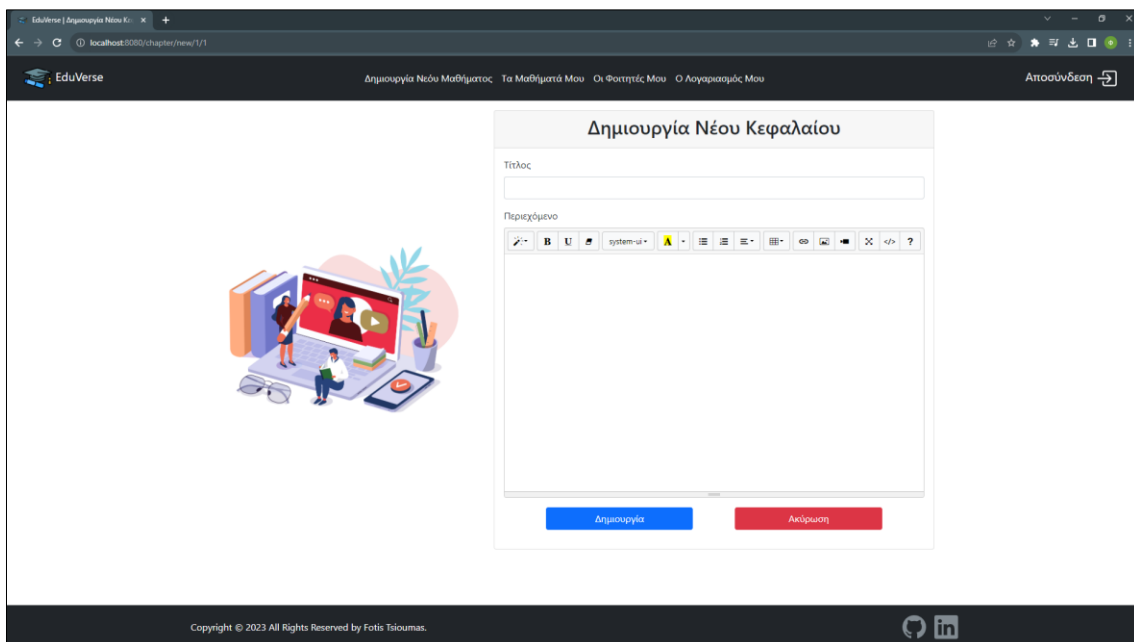 EduVerse | Δημιουργία Νέου Κε
localhost:8080/chapter/new/1/1
EduVerse
Δημιουργία Νεόυ Μαθήματος Τα Μαθήματά Μου Οι Φοιτητές Μου Ο Λογαριασμός Μου
Αποσύνδεση
Δημιουργία Νέου Κεφαλαίου
Τίτλος
Περιεχόμενο
B U system-ui A </> ?
Δημιουργία
Ακύρωση
Copyright © 2023 All Rights Reserved by Fotis Tsioumas.
in